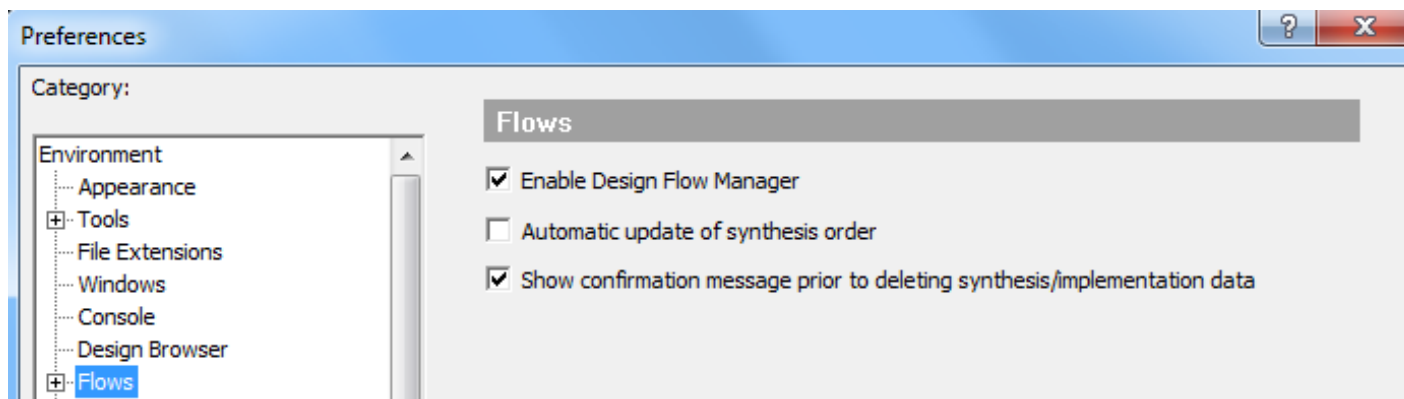 Preferences
Category:
Flows
Environment
Appearance
Tools
File Extensions
Windows
Console
Design Browser
Flows
Enable Design Flow Manager
Automatic update of synthesis order
Show confirmation message prior to deleting synthesis/implementation data